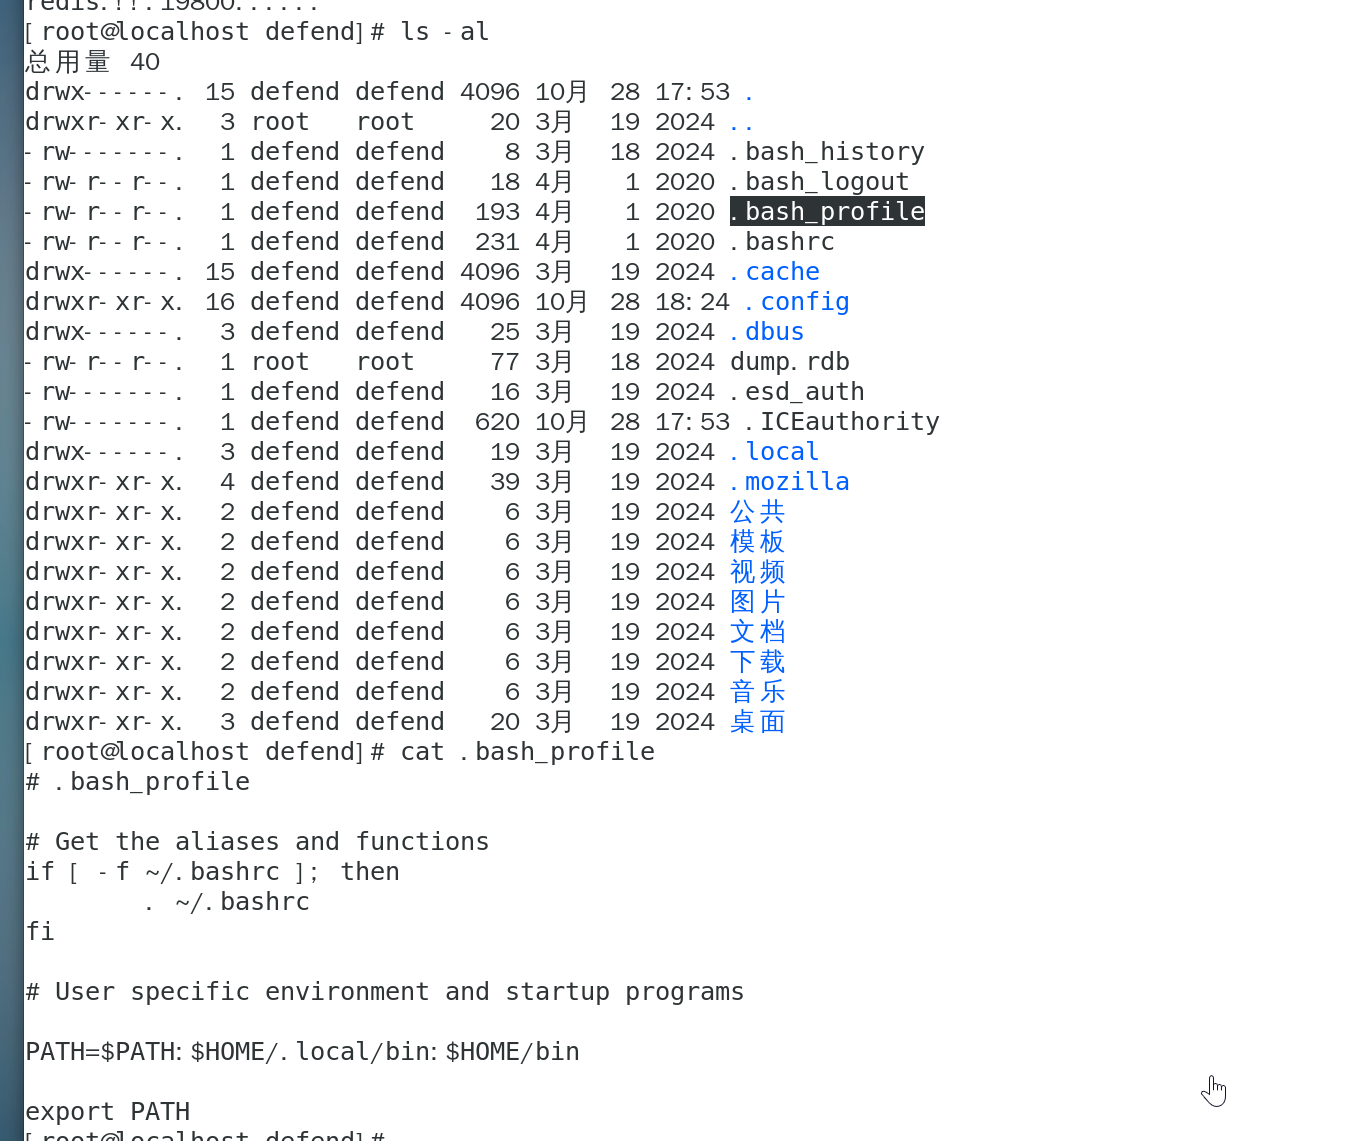 [root@localhost defend]# ls -al
总用量 40
drwx------. 15 defend defend 4096 10月 28 17:53 .
drwxr-xr-x.  3 root   root     20 3月  19 2024 ..
-rw-------.  1 defend defend    8 3月  18 2024 .bash_history
-rw-r--r--.  1 defend defend   18 4月   1 2020 .bash_logout
-rw-r--r--.  1 defend defend  193 4月   1 2020 .bash_profile
-rw-r--r--.  1 defend defend  231 4月   1 2020 .bashrc
drwx------. 15 defend defend 4096 3月  19 2024 .cache
drwxr-xr-x. 16 defend defend 4096 10月 28 18:24 .config
drwx------.  3 defend defend   25 3月  19 2024 .dbus
-rw-r--r--.  1 root   root     77 3月  18 2024 dump.rdb
-rw-------.  1 defend defend   16 3月  19 2024 .esd_auth
-rw-------.  1 defend defend  620 10月 28 17:53 .ICEauthority
drwx------.  3 defend defend   19 3月  19 2024 .local
drwxr-xr-x.  4 defend defend   39 3月  19 2024 .mozilla
drwxr-xr-x.  2 defend defend    6 3月  19 2024 公共
drwxr-xr-x.  2 defend defend    6 3月  19 2024 模板
drwxr-xr-x.  2 defend defend    6 3月  19 2024 视频
drwxr-xr-x.  2 defend defend    6 3月  19 2024 图片
drwxr-xr-x.  2 defend defend    6 3月  19 2024 文档
drwxr-xr-x.  2 defend defend    6 3月  19 2024 下载
drwxr-xr-x.  2 defend defend    6 3月  19 2024 音乐
drwxr-xr-x.  3 defend defend   20 3月  19 2024 桌面
[root@localhost defend]# cat .bash_profile
# .bash_profile

# Get the aliases and functions
if [ -f ~/.bashrc ]; then
        . ~/.bashrc
fi

# User specific environment and startup programs

PATH=$PATH:$HOME/.local/bin:$HOME/bin

export PATH
[root@localhost defend]#